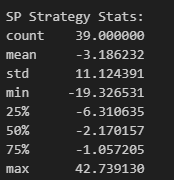 SP Strategy Stats:
count    39.000000
mean     -3.186232
std      11.124391
min     -19.326531
25%      -6.310635
50%      -2.170157
75%      -1.057205
max      42.739130